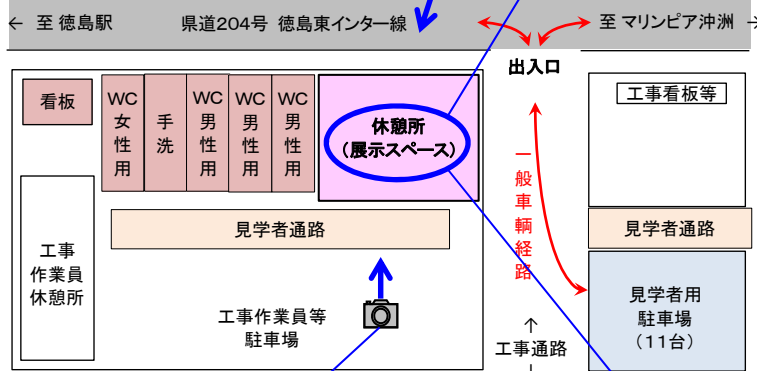 ← 至 徳島駅
県道204号 徳島東インター線
至 マリンピア沖洲 →
出入口
看板
WC
女
性
用
手
洗
WC
男
性
用
WC
男
性
用
WC
男
性
用
休憩所
（展示スペース）
工事看板等
一
般
車
輌
経
路
見学者通路
見学者通路
工事
作業員
休憩所
工事作業員等
駐車場
見学者用
駐車場
（11台）
↑
工事通路